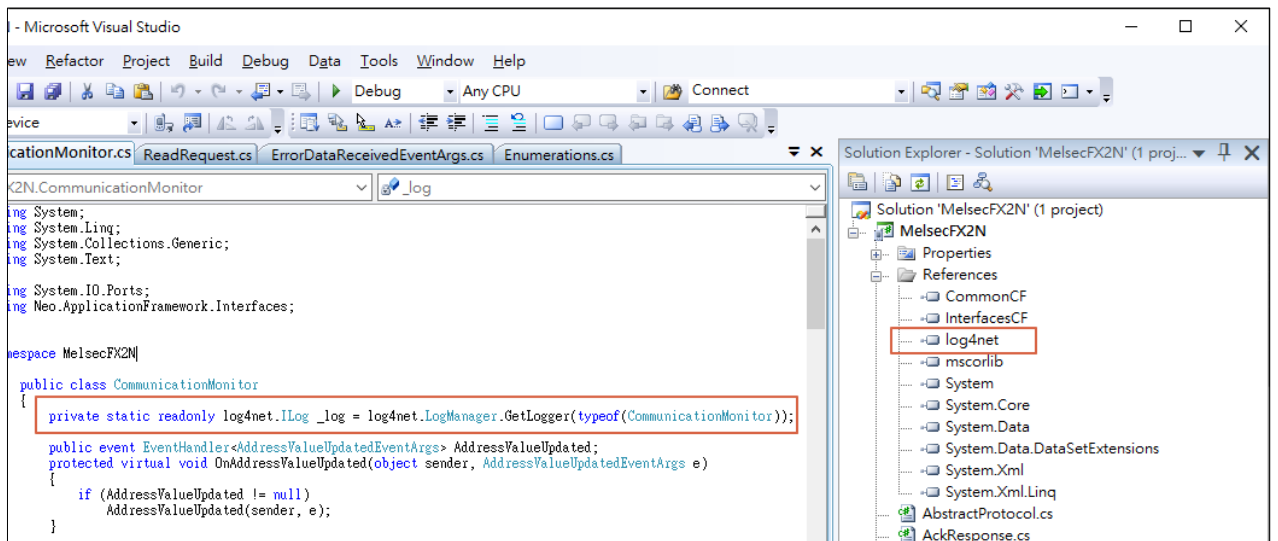 I - Microsoft Visual Studio
ew Refactor Project Build Debug Data Tools Window Help
Debug Any CPU Connect
evice
icationMonitor.cs ReadRequest.cs ErrorDataReceivedEventArgs.cs Enumerations.cs
X2N.CommunicationMonitor _log
ing System;
ing System.Linq;
ing System.Collections.Generic;
ing System.Text;
ing System.IO.Ports;
ing Neo.ApplicationFramework.Interfaces;
mespace MelsecFX2N
public class CommunicationMonitor
{
private static readonly log4net.ILog _log = log4net.LogManager.GetLogger(typeof(CommunicationMonitor));
public event EventHandler<AddressValueUpdatedEventArgs> AddressValueUpdated;
protected virtual void OnAddressValueUpdated(object sender, AddressValueUpdatedEventArgs e)
{
if (AddressValueUpdated != null)
AddressValueUpdated(sender, e);
}
Solution Explorer - Solution 'MelsecFX2N' (1 proj...
Solution 'MelsecFX2N' (1 project)
MelsecFX2N
Properties
References
CommonCF
InterfacesCF
log4net
mscorlib
System
System.Core
System.Data
System.Data.DataSetExtensions
System.Xml
System.Xml.Linq
AbstractProtocol.cs
AckResponse.cs